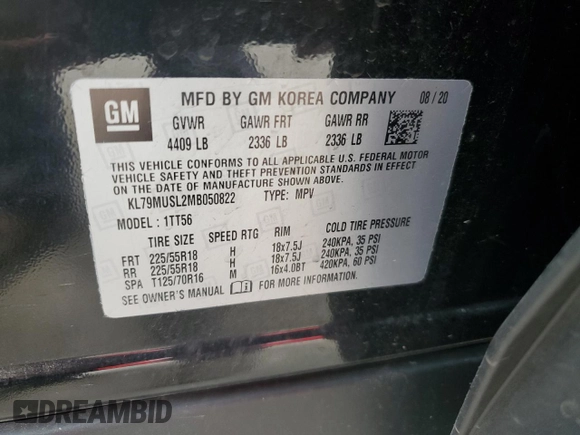 GM
MFD BY GM KOREA COMPANY 08 / 20
GVWR GAWR FRT GAWR RR
4409 LB 2336 LB 2336 LB
THIS VEHICLE CONFORMS TO ALL APPLICABLE U.S. FEDERAL MOTOR
VEHICLE SAFETY AND THEFT PREVENTION STANDARDS IN EFFECT ON THE
DATE OF MANUFACTURE SHOWN ABOVE.
KL79MUSL2MB050822 TYPE: MPV
MODEL : 1TT56
TIRE SIZE SPEED RTG RIM COLD TIRE PRESSURE
FRT 225/55R18 H 18x7.5J 240KPA, 35 PSI
RR 225/55R18 H 18x7.5J 240KPA, 35 PSI
SPA T125/70R16 M 16x4.0BT 420KPA, 60 PSI
SEE OWNER'S MANUAL FOR MORE INFORMATION
DREAMBID